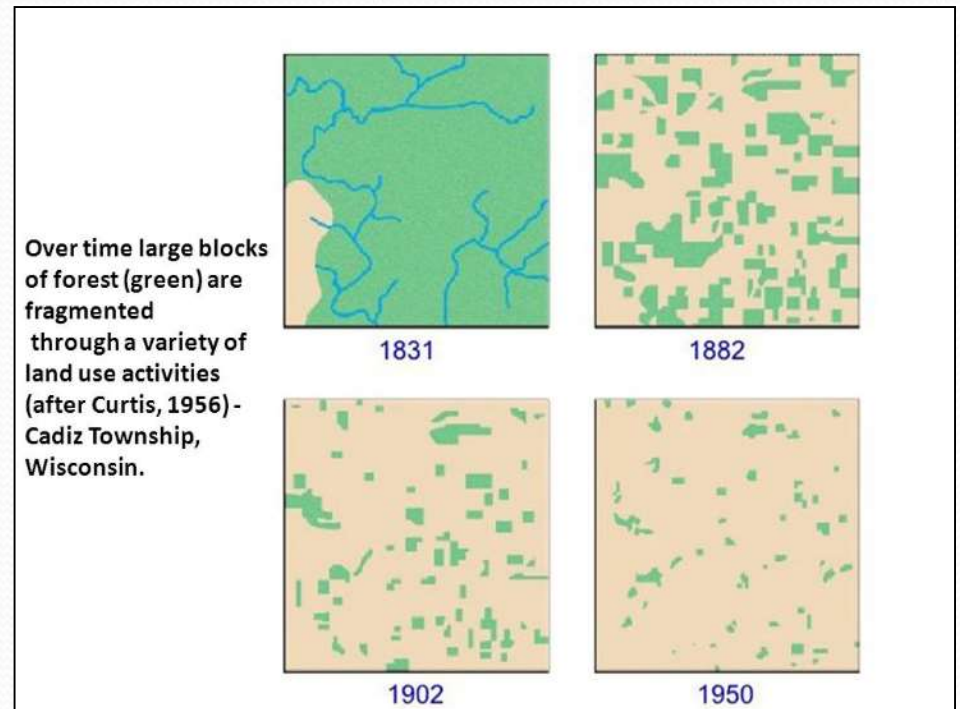 Over time large blocks
of forest (green) are
fragmented
through a variety of
land use activities
(after Curtis, 1956) -
Cadiz Township,
Wisconsin.
1831
1882
1902
1950